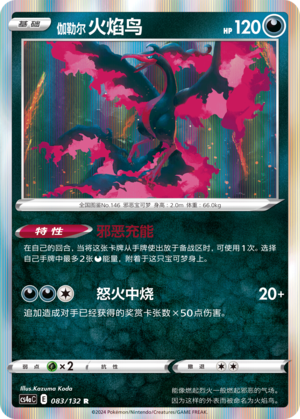 基础 伽勒尔 火焰鸟 HP 120
全国图鉴No.146 邪恶宝可梦 身高：2.0m 体重：66.0kg
特性 邪恶充能
在自己的回合，当将这张卡牌从手牌使出放于备战区时，可使用1次。选择
自己手牌中最多2张能量，附着于这只宝可梦身上。
怒火中烧 20+
追加造成对手已经获得的奖赏卡张数×50点伤害。
弱点 ×2 抵抗力 撤退
Illus.Kazuma Koda
CS4aC E 083/132 R
能像燃起烈火一般燃起邪恶的气场。
因为这样的外表而被命名为火焰鸟。
©2024 Pokémon/Nintendo/Creatures/GAME FREAK.